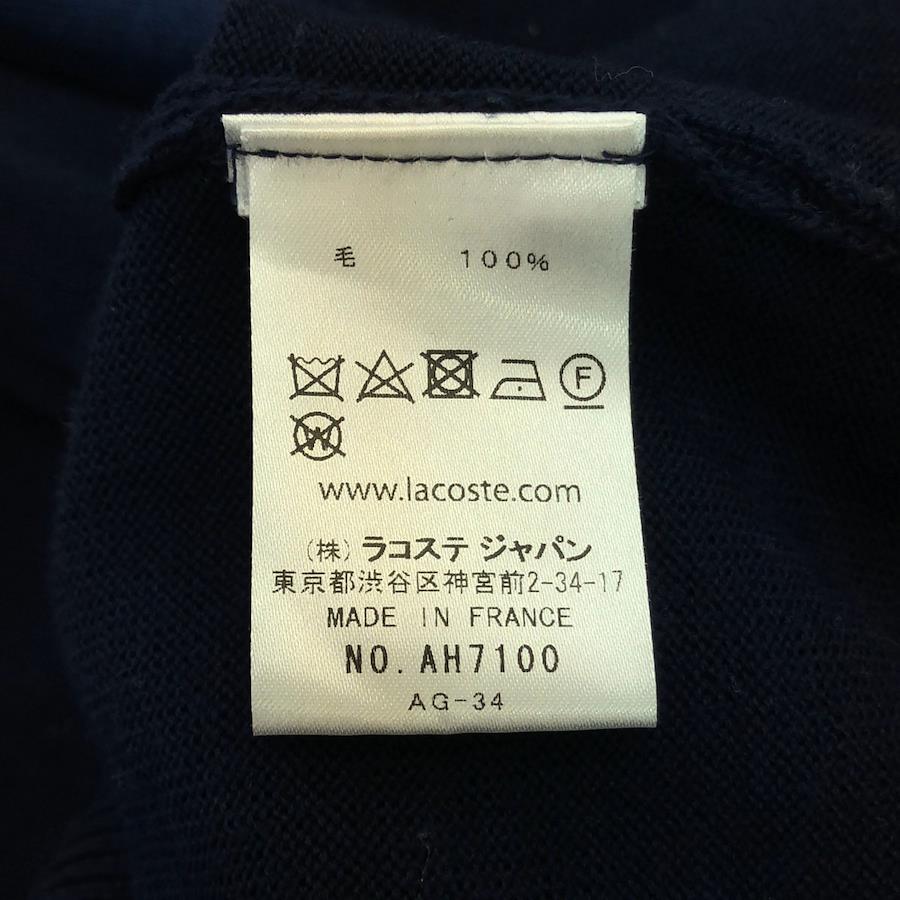 毛 100%
F
W
www.lacoste.com
(株)ラコステ ジャパン
東京都渋谷区神宮前2-34-17
MADE IN FRANCE
NO. AH7100
AG-34